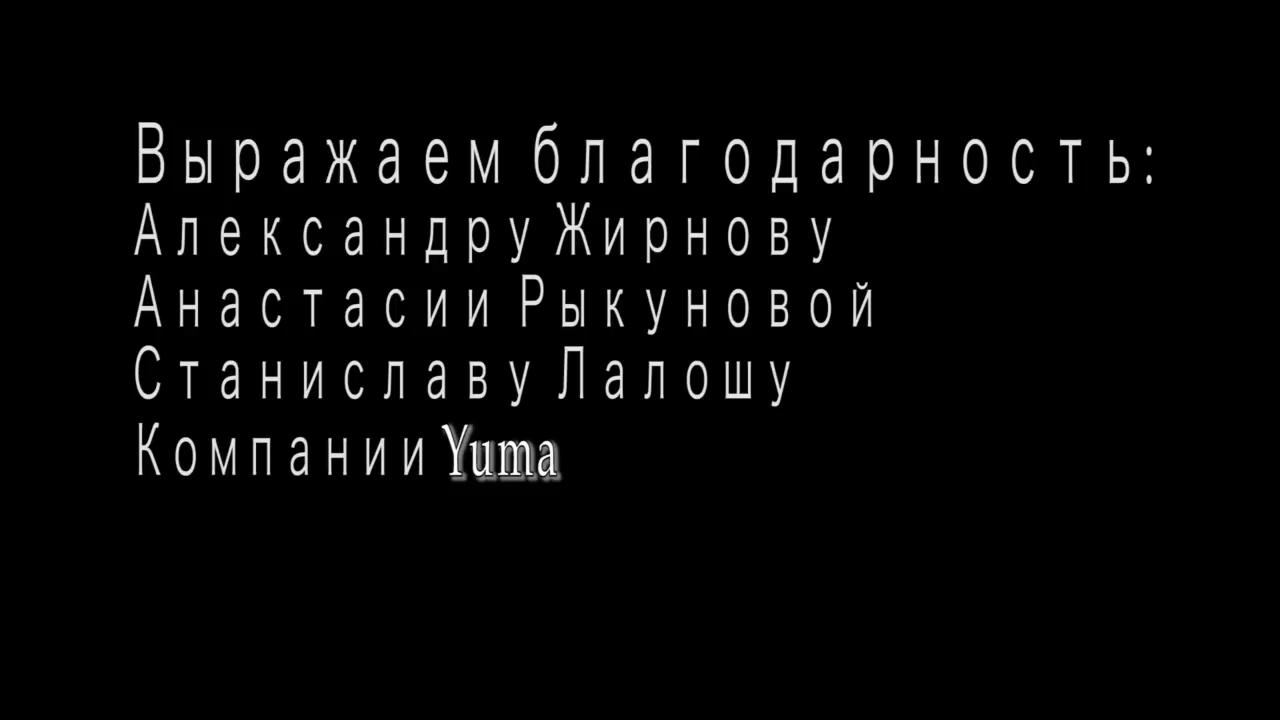 Выражаем благодарность:
Александру Жирнову
Анастасии Рыкуновой
Станиславу Лалошу
Компании Yuma